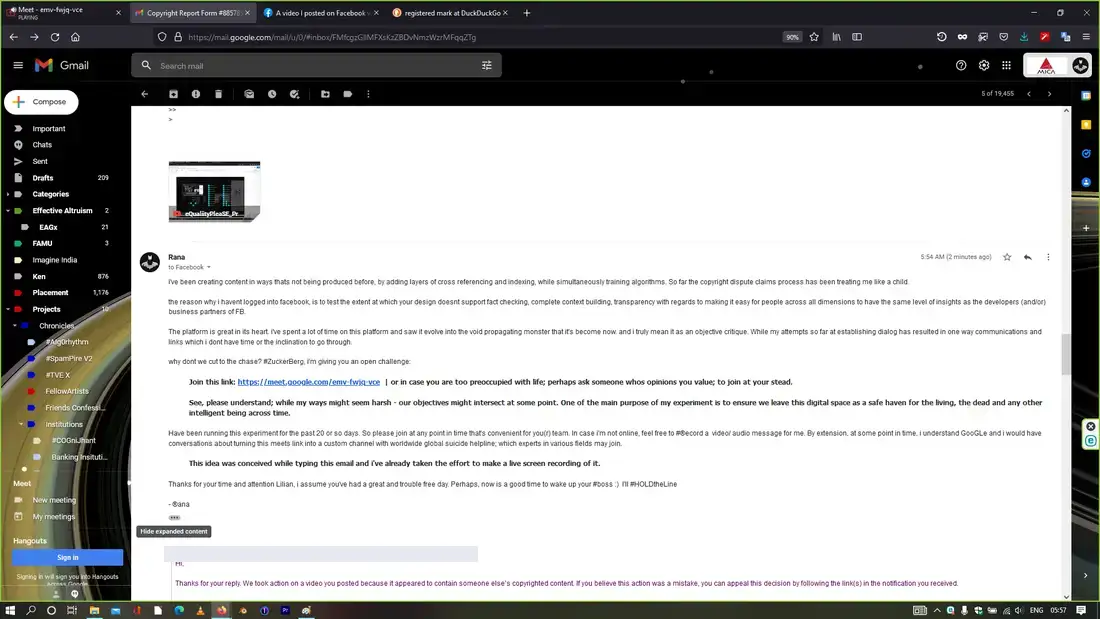 Meet - emv-fwjq-vce
PLAYING
Copyright Report Form #88578
A video I posted on Facebook w
registered mark at DuckDuckGo
https://mail.google.com/mail/u/0/#inbox/FMfcgzGlIMFXsKzZBDvNmzWzrMFqqZTg
90%
Gmail
Search mail
MICA
Compose
5 of 19,455
Important
Chats
Sent
Drafts 209
Categories
Effective Altruism 2
EAGx 21
FAMU 3
Imagine India
Ken 876
Placement 1,176
Projects
Chronicles
#Alg0rhythm
#SpamPire V2
#TVE X
FellowArtists
Friends Confessi...
Institutions
#COGniJhant
Banking Insituti...
Meet
New meeting
My meetings
Hangouts
Sign in
Signing in will sign you into Hangouts
across Google
>>
>
eQualiityPleaSE_Pr...
Rana
to Facebook
5:54 AM (2 minutes ago)
i've been creating content in ways thats not being produced before, by adding layers of cross referencing and indexing, while simultaneously training algorithms. So far the copyright dispute claims process has been treating me like a child.
the reason why i havent logged into facebook, is to test the extent at which your design doesnt support fact checking, complete context building, transparency with regards to making it easy for people across all dimensions to have the same level of insights as the developers (and/or)
business partners of FB.
The platform is great in its heart. I've spent a lot of time on this platform and saw it evolve into the void propagating monster that it's become now. and i truly mean it as an objective critique. While my attempts so far at establishing dialog has resulted in one way communications and
links which i dont have time or the inclination to go through.
why dont we cut to the chase? #ZuckerBerg, i'm giving you an open challenge:
Join this link: https://meet.google.com/emv-fwjq-vce | or in case you are too preoccupied with life; perhaps ask someone whos opinions you value; to join at your stead.
See, please understand; while my ways might seem harsh - our objectives might intersect at some point. One of the main purpose of my experiment is to ensure we leave this digital space as a safe haven for the living, the dead and any other
intelligent being across time.
Have been running this experiment for the past 20 or so days. So please join at any point in time that's convenient for you(r) team. In case i'm not online, feel free to #®ecord a video/ audio message for me. By extension, at some point in time, i understand GooGLe and i would have
conversations about turning this meets link into a custom channel with worldwide global suicide helpline; which experts in various fields may join.
This idea was conceived while typing this email and i've already taken the effort to make a live screen recording of it.
Thanks for your time and attention Lilian, i assume you've had a great and trouble free day. Perhaps, now is a good time to wake up your #boss :) I'll #HOLDtheLine
- ®ana
Hide expanded content
Hi,
Thanks for your reply. We took action on a video you posted because it appeared to contain someone else's copyrighted content. If you believe this action was a mistake, you can appeal this decision by following the link(s) in the notification you received.
ENG
05:57